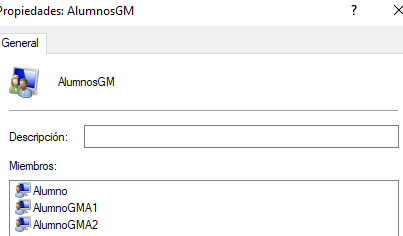 Propiedades: AlumnosGM
?
General
AlumnosGM
Descripción:
Miembros:
Alumno
AlumnoGMA1
AlumnoGMA2